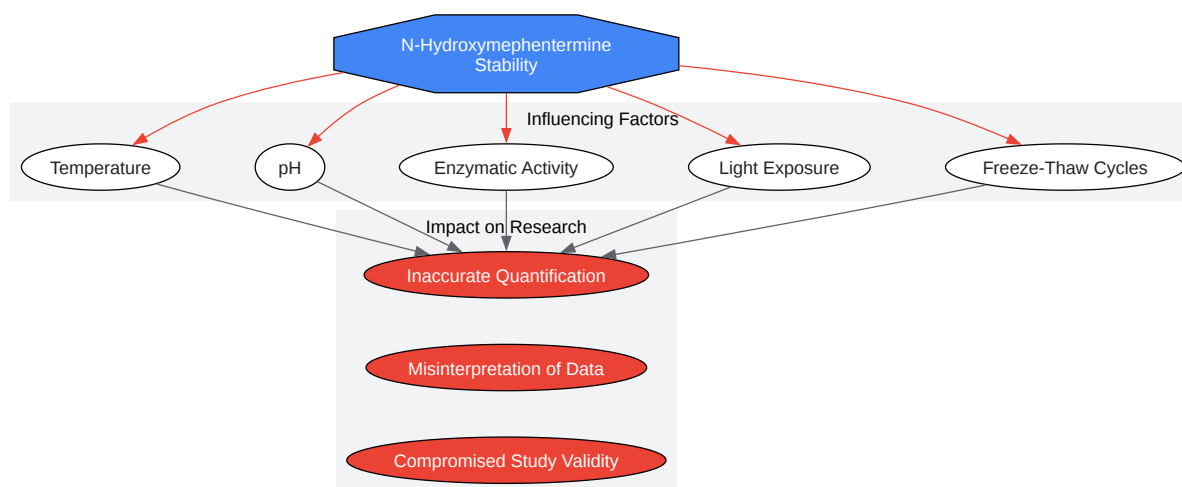 N-Hydroxymephentermine
Stability
Influencing Factors
Temperature
pH
Enzymatic Activity
Light Exposure
Freeze-Thaw Cycles
Impact on Research
Inaccurate Quantification
Misinterpretation of Data
Compromised Study Validity